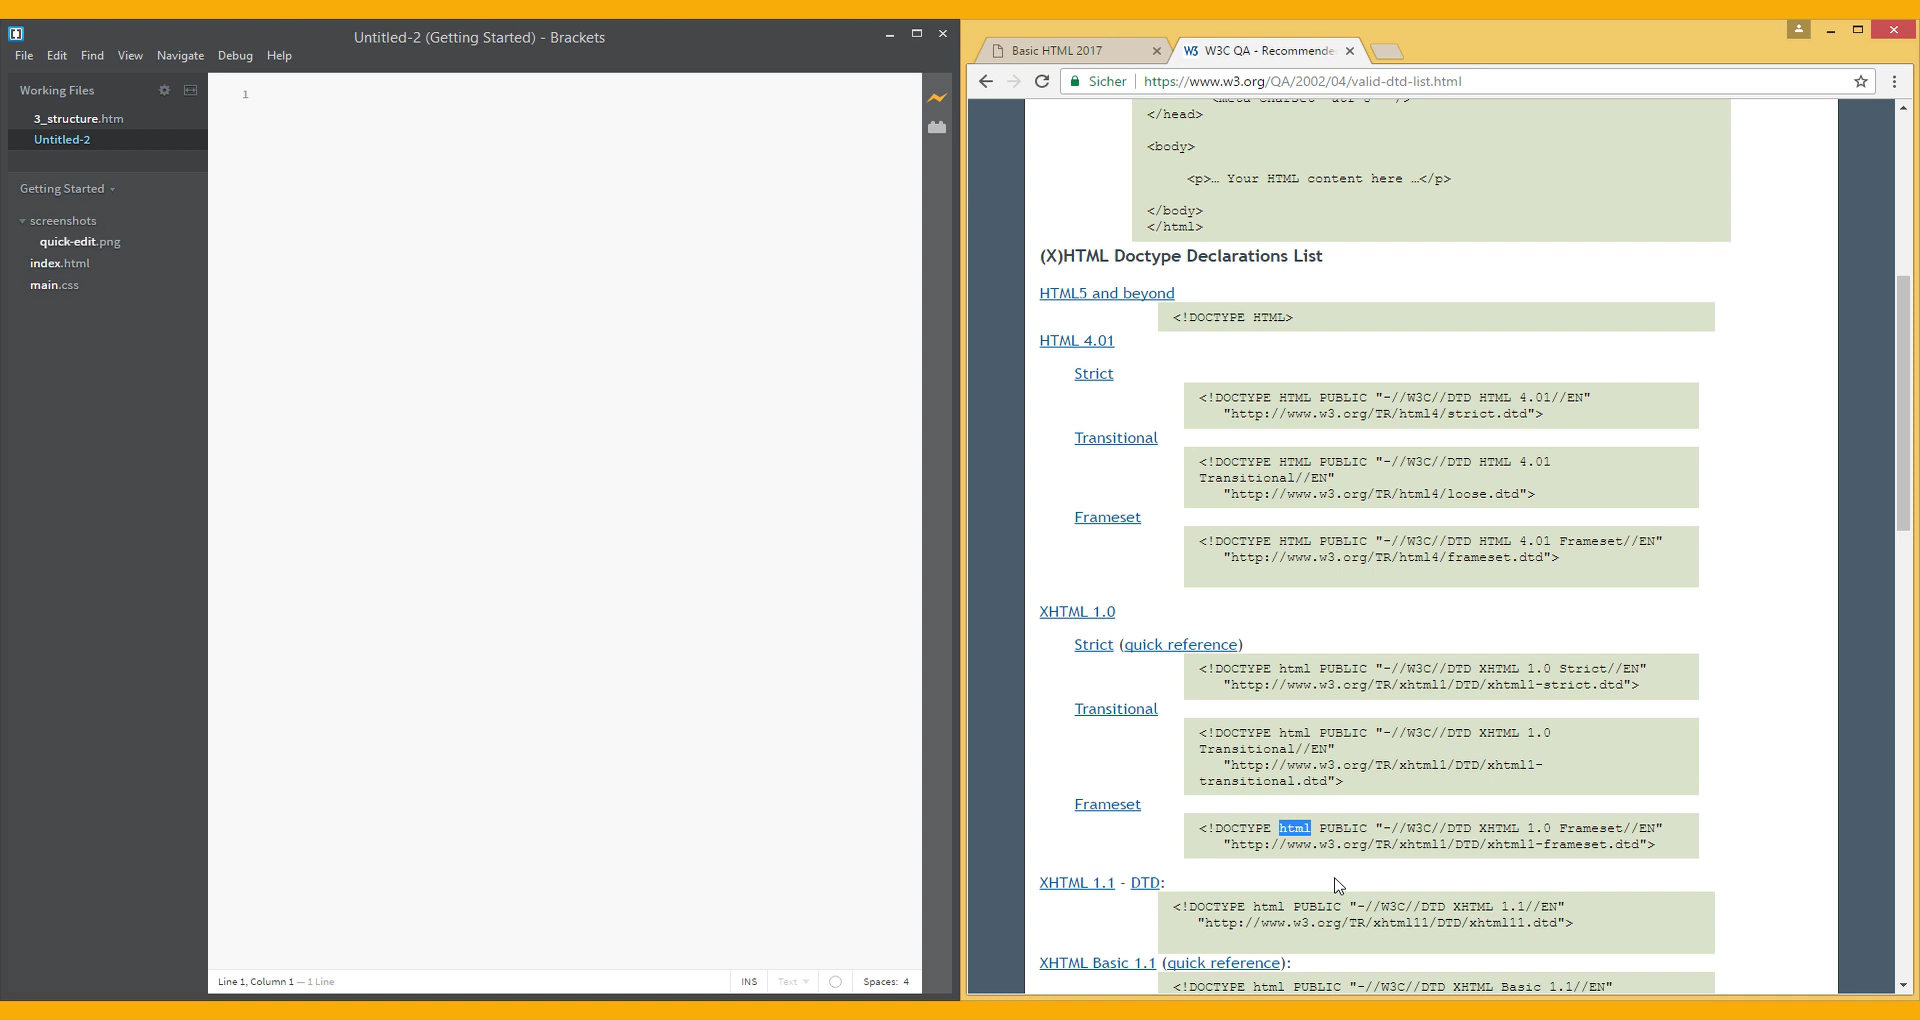 Untitled-2 (Getting Started) - Brackets
File Edit Find View Navigate Debug Help
Working Files
3_structure.htm
Untitled-2
Getting Started
screenshots
quick-edit.png
index.html
main.css
1
Line 1, Column 1 — 1 Line
INS
Text
Spaces: 4
Basic HTML 2017
W3C QA - Recommende
Sicher
https://www.w3.org/QA/2002/04/valid-dtd-list.html
</head>
<body>
<p>… Your HTML content here …</p>
</body>
</html>
(X)HTML Doctype Declarations List
HTML5 and beyond
<!DOCTYPE HTML>
HTML 4.01
Strict
<!DOCTYPE HTML PUBLIC "-//W3C//DTD HTML 4.01//EN"
"http://www.w3.org/TR/html4/strict.dtd">
Transitional
<!DOCTYPE HTML PUBLIC "-//W3C//DTD HTML 4.01
Transitional//EN"
"http://www.w3.org/TR/html4/loose.dtd">
Frameset
<!DOCTYPE HTML PUBLIC "-//W3C//DTD HTML 4.01 Frameset//EN"
"http://www.w3.org/TR/html4/frameset.dtd">
XHTML 1.0
Strict (quick reference)
<!DOCTYPE html PUBLIC "-//W3C//DTD XHTML 1.0 Strict//EN"
"http://www.w3.org/TR/xhtml1/DTD/xhtml1-strict.dtd">
Transitional
<!DOCTYPE html PUBLIC "-//W3C//DTD XHTML 1.0
Transitional//EN"
"http://www.w3.org/TR/xhtml1/DTD/xhtml1-
transitional.dtd">
Frameset
<!DOCTYPE html PUBLIC "-//W3C//DTD XHTML 1.0 Frameset//EN"
"http://www.w3.org/TR/xhtml1/DTD/xhtml1-frameset.dtd">
XHTML 1.1 - DTD:
<!DOCTYPE html PUBLIC "-//W3C//DTD XHTML 1.1//EN"
"http://www.w3.org/TR/xhtml11/DTD/xhtml11.dtd">
XHTML Basic 1.1 (quick reference):
<!DOCTYPE html PUBLIC "-//W3C//DTD XHTML Basic 1.1//EN"